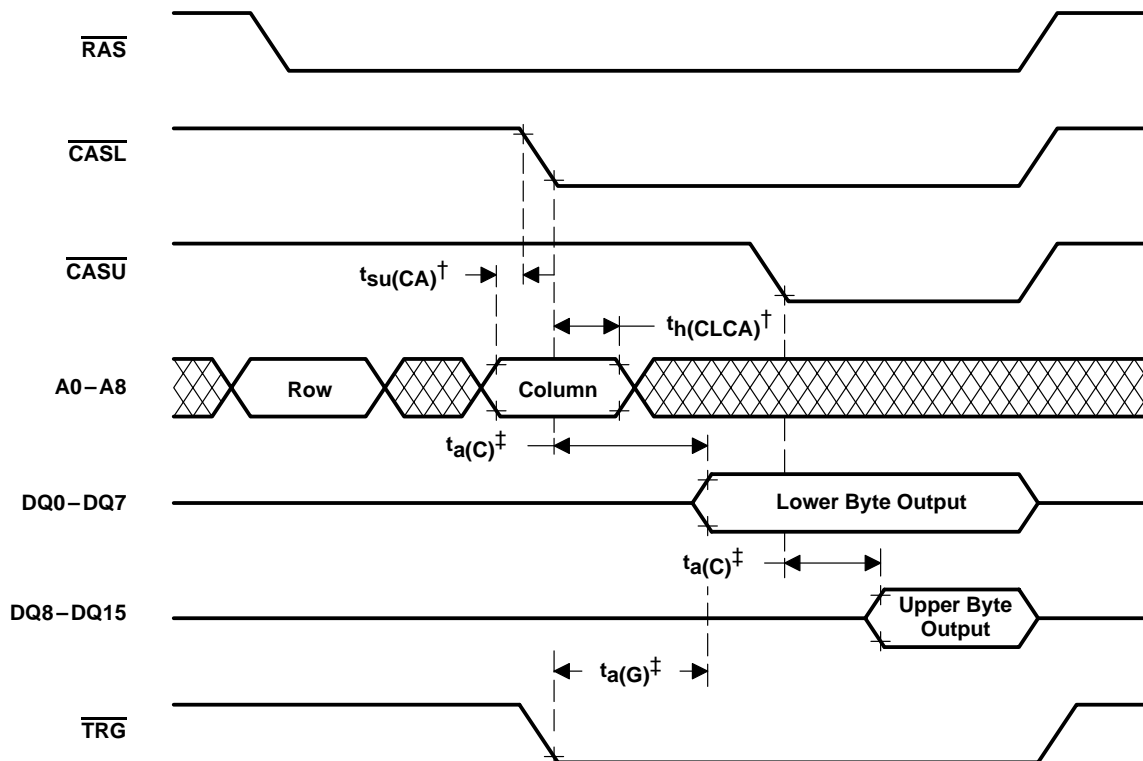 RAS
CASL
CASU
tsu(CA)†
th(CLCA)†
A0–A8
Row
Column
ta(C)‡
DQ0–DQ7
Lower Byte Output
ta(C)‡
DQ8–DQ15
Upper Byte
Output
ta(G)‡
TRG